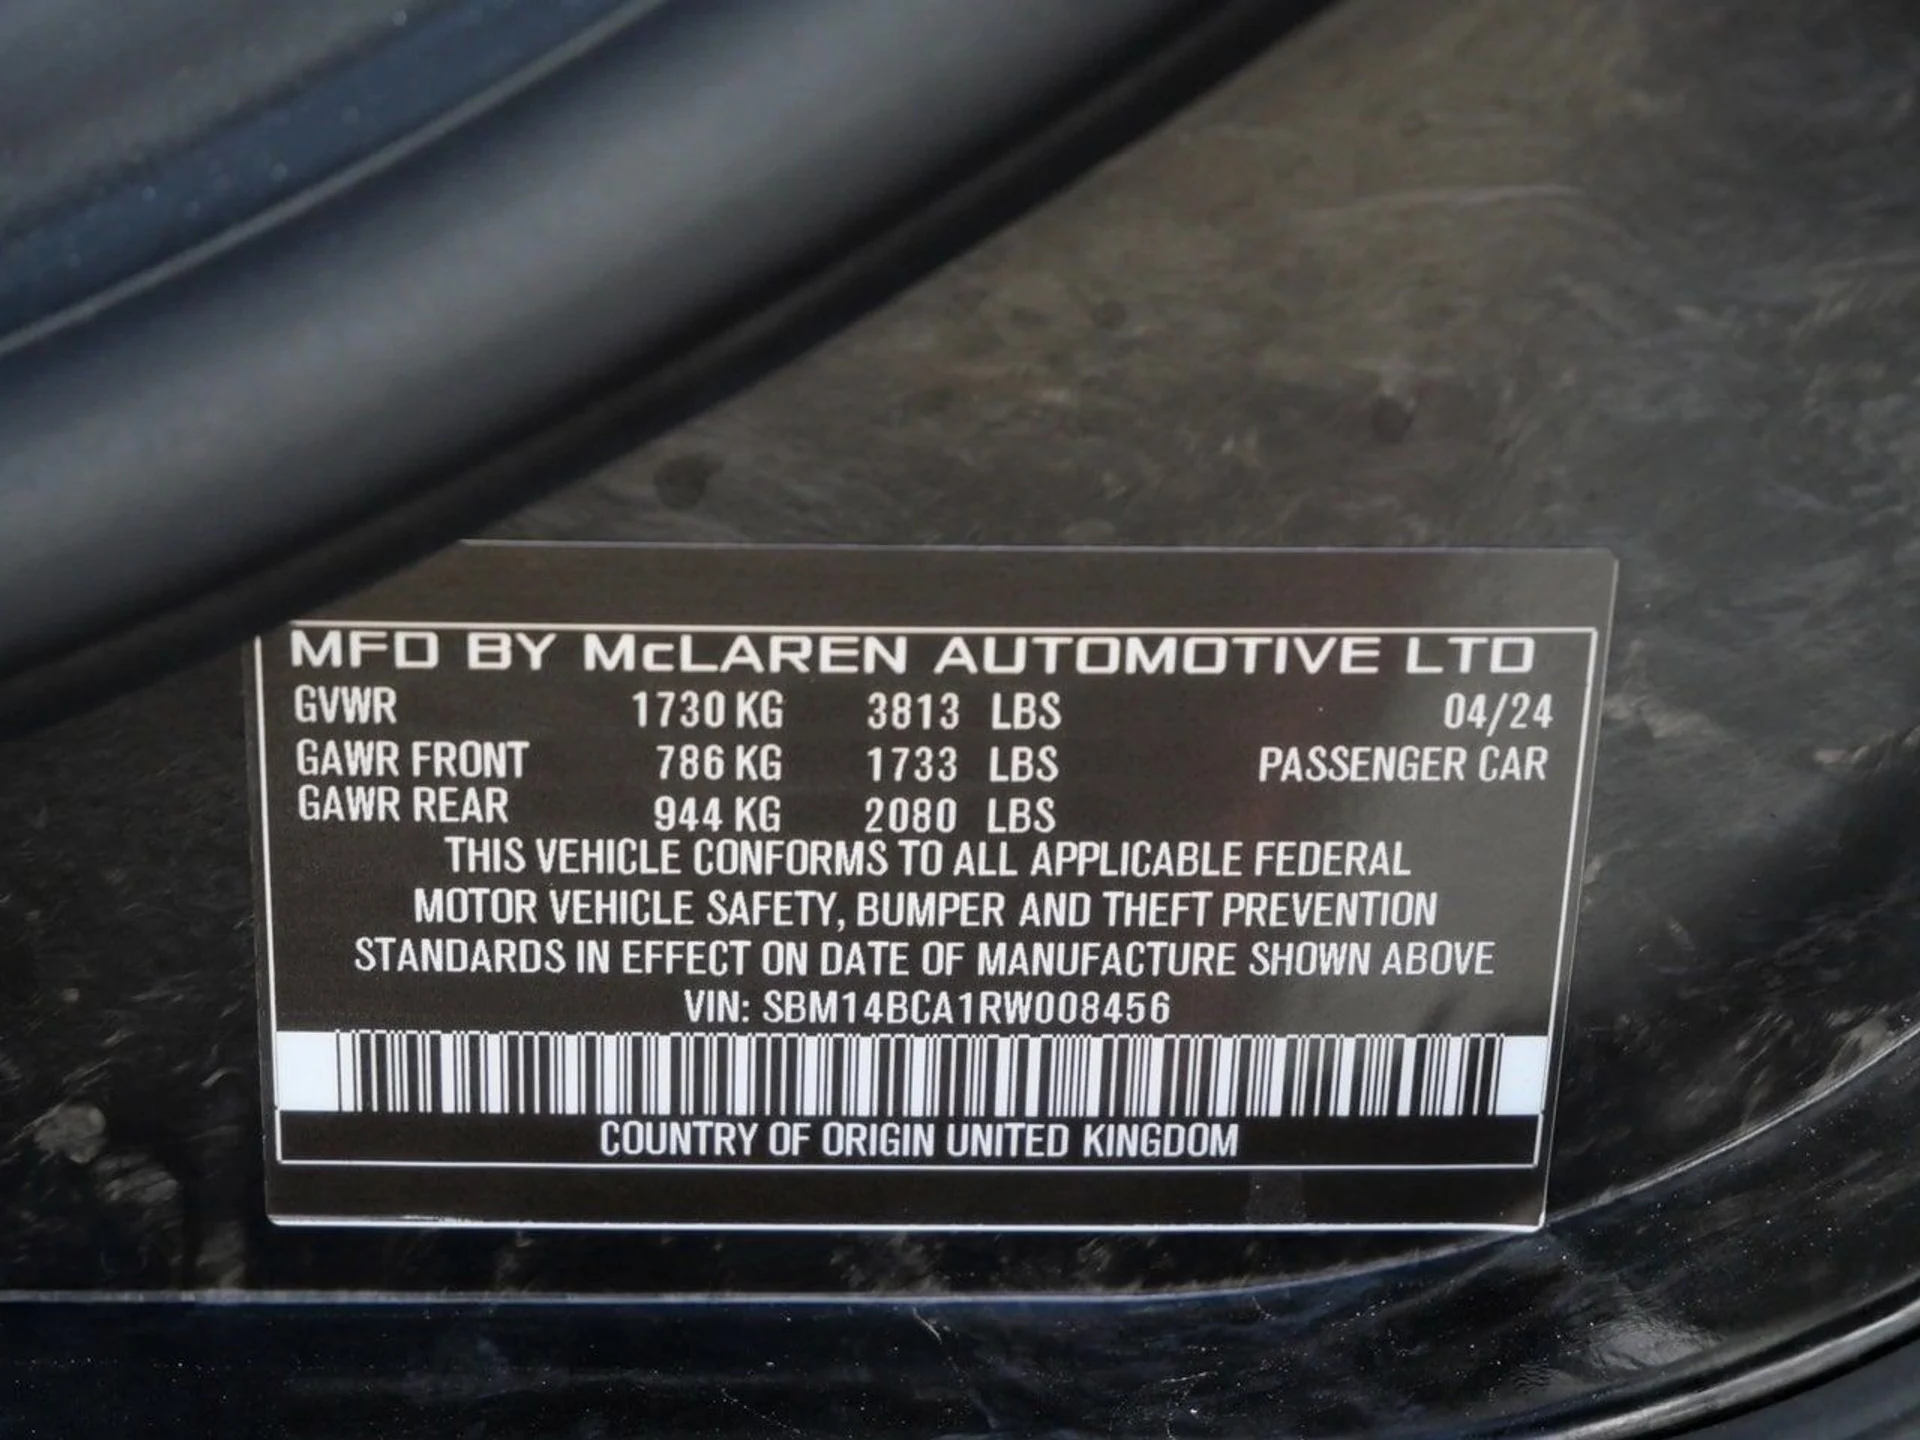 MFD BY McLAREN AUTOMOTIVE LTD
GVWR 1730 KG 3813 LBS 04/24
GAWR FRONT 786 KG 1733 LBS PASSENGER CAR
GAWR REAR 944 KG 2080 LBS
THIS VEHICLE CONFORMS TO ALL APPLICABLE FEDERAL
MOTOR VEHICLE SAFETY, BUMPER AND THEFT PREVENTION
STANDARDS IN EFFECT ON DATE OF MANUFACTURE SHOWN ABOVE
VIN: SBM14BCA1RW008456
COUNTRY OF ORIGIN UNITED KINGDOM